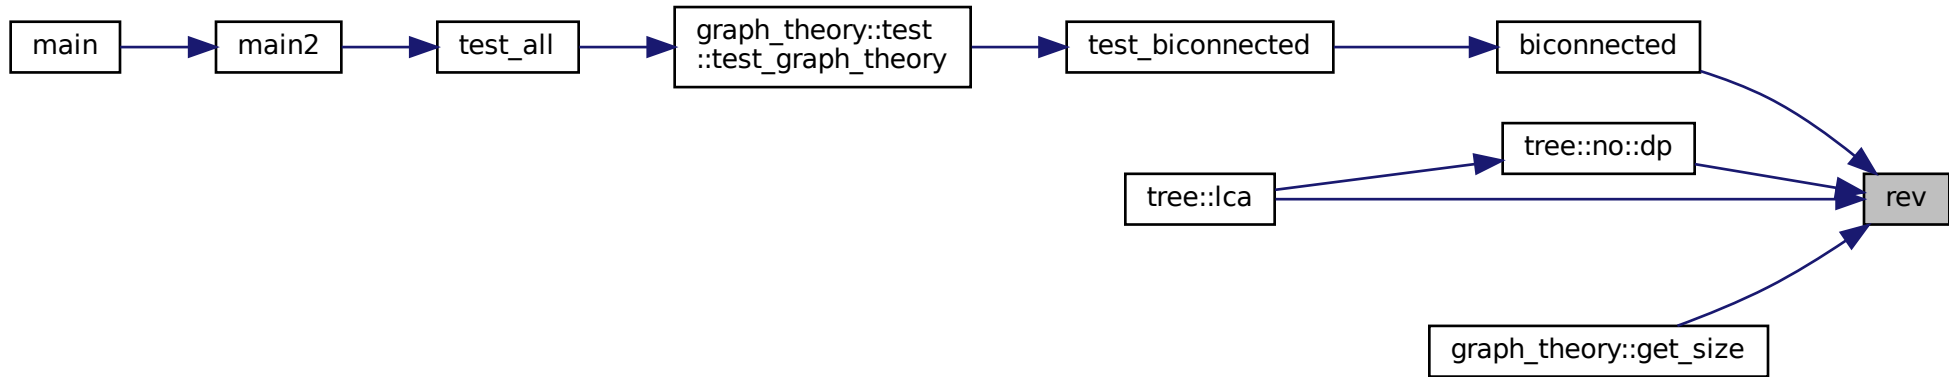 main
main2
test_all
graph_theory::test
::test_graph_theory
test_biconnected
biconnected
tree::no::dp
tree::lca
rev
graph_theory::get_size